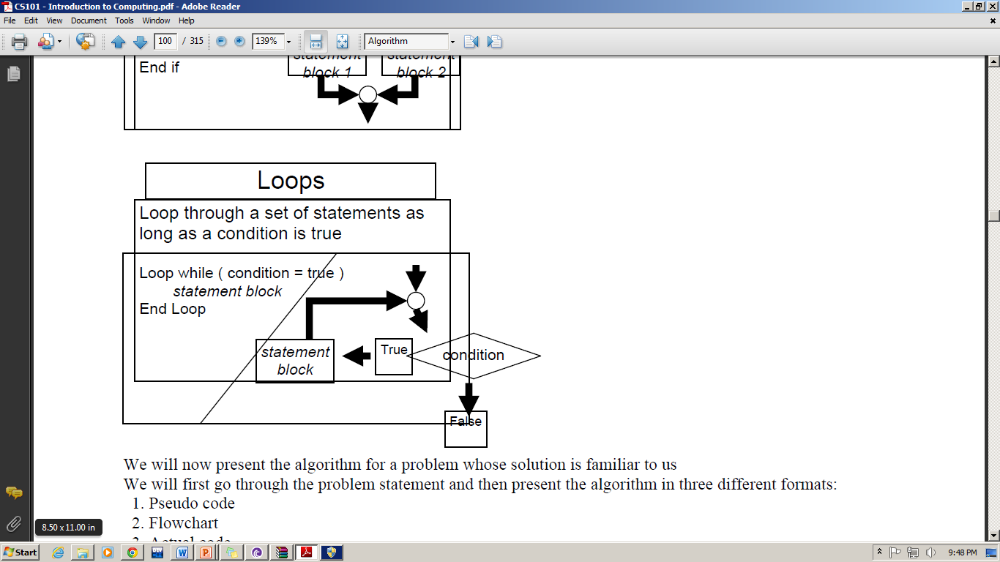 CS101 - Introduction to Computing.pdf - Adobe Reader
File Edit View Document Tools Window Help
100 / 315 139% Algorithm
End if
statement
block 1
statement
block 2
Loops
Loop through a set of statements as
long as a condition is true
Loop while ( condition = true )
statement block
End Loop
statement
block
True
condition
False
We will now present the algorithm for a problem whose solution is familiar to us
We will first go through the problem statement and then present the algorithm in three different formats:
1. Pseudo code
2. Flowchart
3. Actual code
8.50 x 11.00 in
Start
9:48 PM